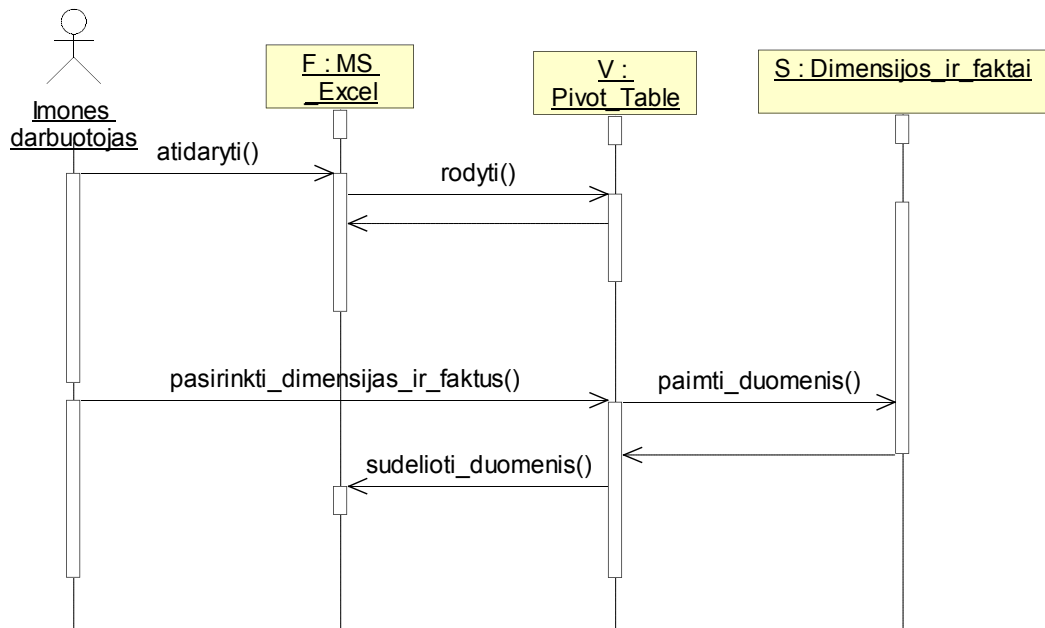 F : MS
_Excel
V :
Pivot_Table
S : Dimensijos_ir_faktai
Imones
darbuotojas
atidaryti()
rodyti()
pasirinkti_dimensijas_ir_faktus()
paimti_duomenis()
sudelioti_duomenis()